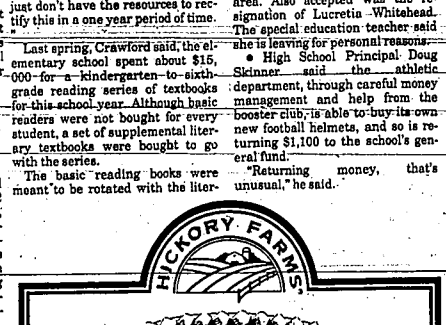 just don't have the resources to rec-
tify this in a one year period of time.
"
Last spring, Crawford said, the el-
ementary school spent about $15,
000 for a kindergarten to sixth-
grade reading series of textbooks
for this school year. Although basic
readers were not bought for every
student, a set of supplemental liter-
ary textbooks were bought to go
with the series.
The basic reading books were
meant to be rotated with the liter-
area. Also accepted was the re-
signation of Lucretia Whitehead.
The special education teacher said
she is leaving for personal reasons.
• High School Principal Doug
Skinner said the athletic
department, through careful money
management and help from the
booster club, is able to buy its own
new football helmets, and so is re-
turning $1,100 to the school's gen-
eral fund.
"Returning money, that's
unusual," he said.
HICKORY FARMS